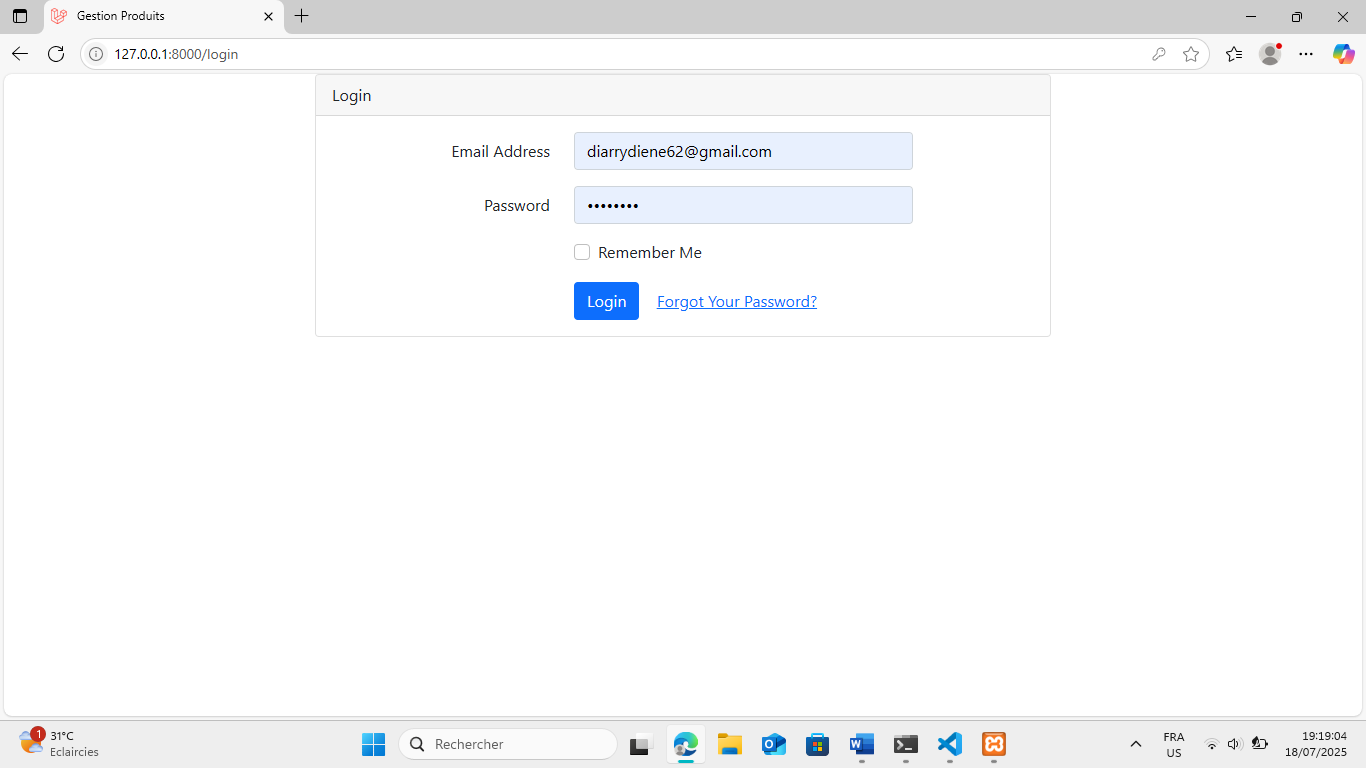 Gestion Produits
127.0.0.1:8000/login
Login
Email Address
diarrydiene62@gmail.com
Password
••••••••
Remember Me
Login
Forgot Your Password?
1
31°C
Eclaircies
Rechercher
FRA
US
19:19:04
18/07/2025